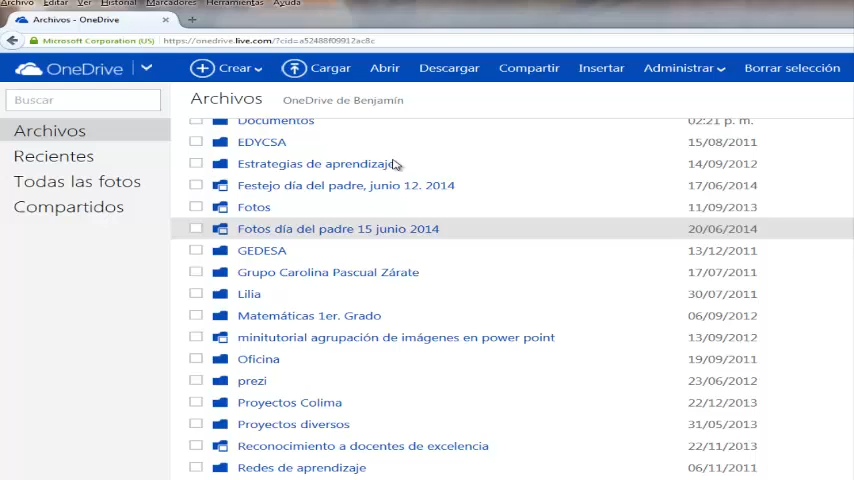 Archivo Editar Ver Historial Marcadores Herramientas Ayuda
Archivos - OneDrive
Microsoft Corporation (US) https://onedrive.live.com/?cid=a52488f09912ac8c
OneDrive Crear Cargar Abrir Descargar Compartir Insertar Administrar Borrar selección
Buscar
Archivos OneDrive de Benjamín
Archivos
Recientes
Todas las fotos
Compartidos
Documentos 02:21 p. m.
EDYCSA 15/08/2011
Estrategias de aprendizaje 14/09/2012
Festejo día del padre, junio 12. 2014 17/06/2014
Fotos 11/09/2013
Fotos día del padre 15 junio 2014 20/06/2014
GEDESA 13/12/2011
Grupo Carolina Pascual Zárate 17/07/2011
Lilia 30/07/2011
Matemáticas 1er. Grado 06/09/2012
minitutorial agrupación de imágenes en power point 13/09/2012
Oficina 19/09/2011
prezi 23/06/2012
Proyectos Colima 22/12/2013
Proyectos diversos 31/05/2013
Reconocimiento a docentes de excelencia 22/11/2013
Redes de aprendizaje 06/11/2011